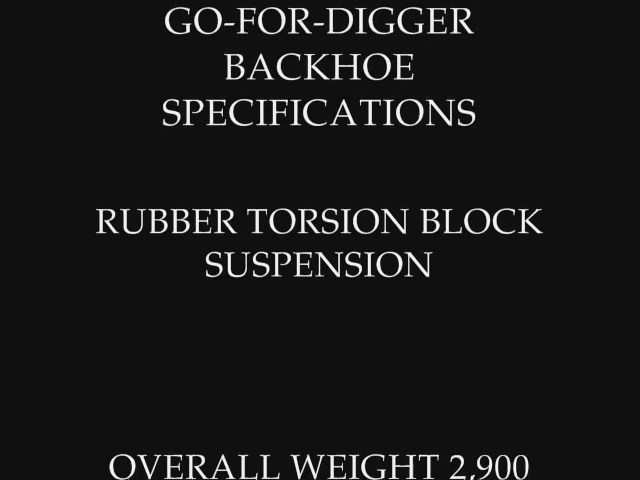 GO-FOR-DIGGER
BACKHOE
SPECIFICATIONS
RUBBER TORSION BLOCK
SUSPENSION
OVERALL WEIGHT 2,900